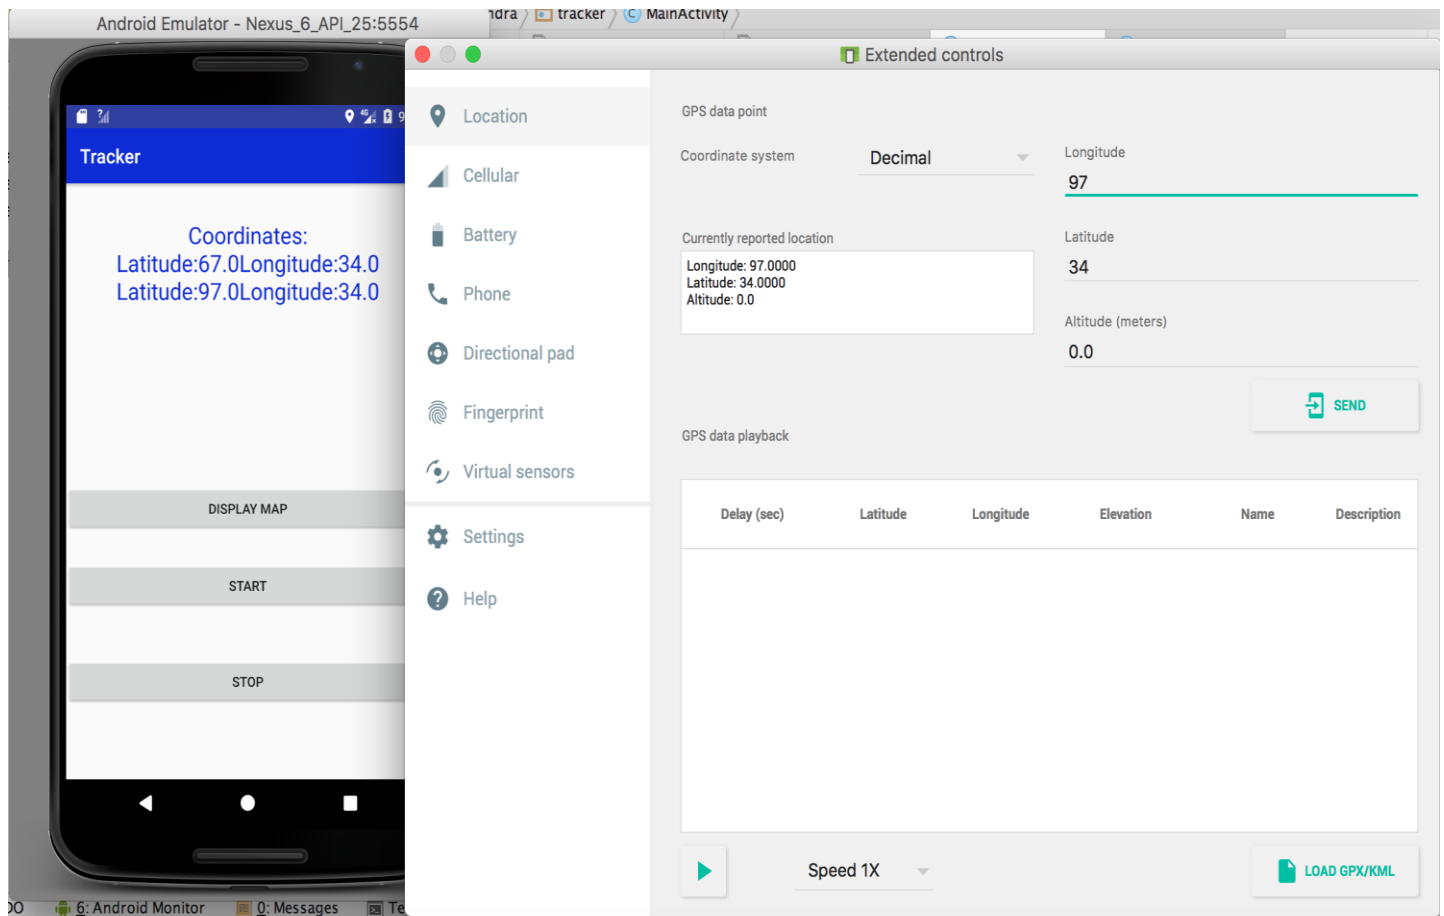 Android Emulator - Nexus_6_API_25:5554
tracker
C MainActivity
Extended controls
Tracker
Coordinates:
Latitude:67.0Longitude:34.0
Latitude:97.0Longitude:34.0
DISPLAY MAP
START
STOP
Location
Cellular
Battery
Phone
Directional pad
Fingerprint
Virtual sensors
Settings
Help
GPS data point
Coordinate system
Decimal
Longitude
97
Currently reported location
Longitude: 97.0000
Latitude: 34.0000
Altitude: 0.0
Latitude
34
Altitude (meters)
0.0
SEND
GPS data playback
Delay (sec) Latitude Longitude Elevation Name Description
Speed 1X
LOAD GPX/KML
6: Android Monitor 0: Messages